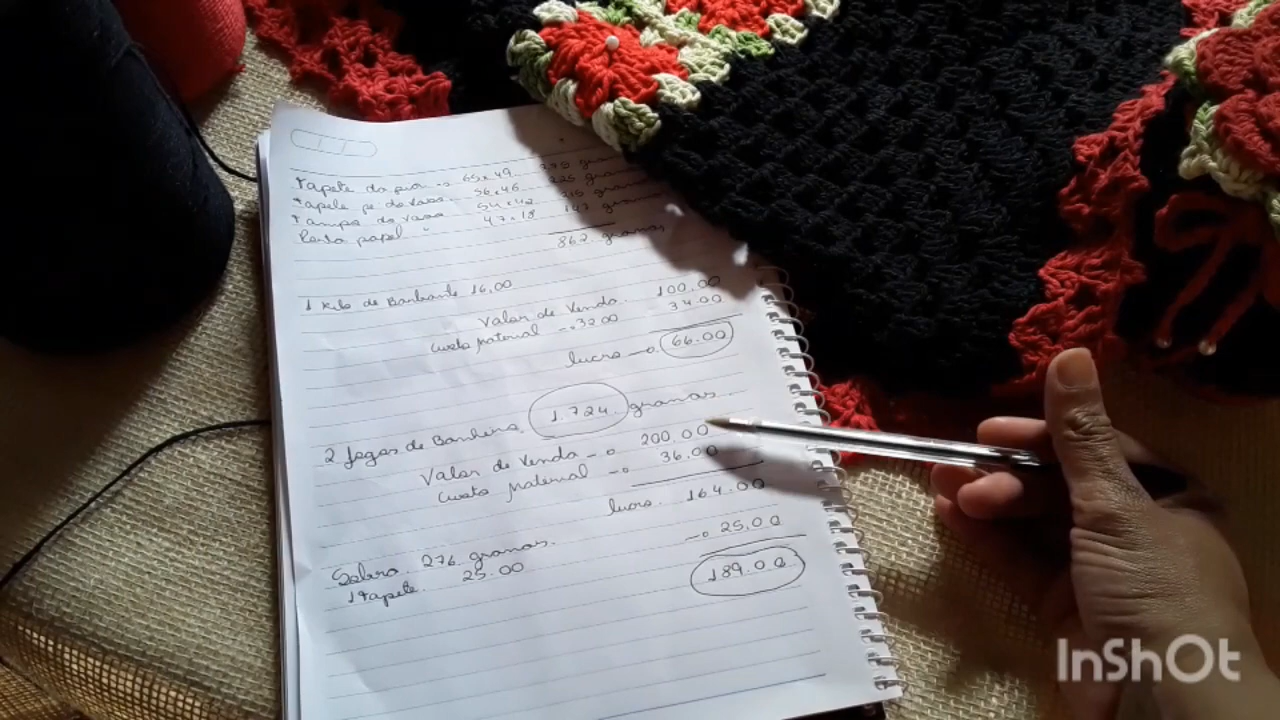 tapete da pia → 65x49 275 gramas
tapete pe do vaso.. 56x46 225 gramas
tampa do vaso 54x42 215 gramas
Porta papel 47x18 147 gramas
862 gramas
1 kilo de Barbante 16,00
Valor de Venda. 100.00
Custo material → 32.00 34.00
lucro → 66.00
2 jogos de Banheiro. 1.724. gramas
Valor de Venda → 200.00
Custo material → 36.00
lucro. 164.00
Sobra. 276 gramas. → 25.00
1 tapete. 25.00 189.00
InShOt